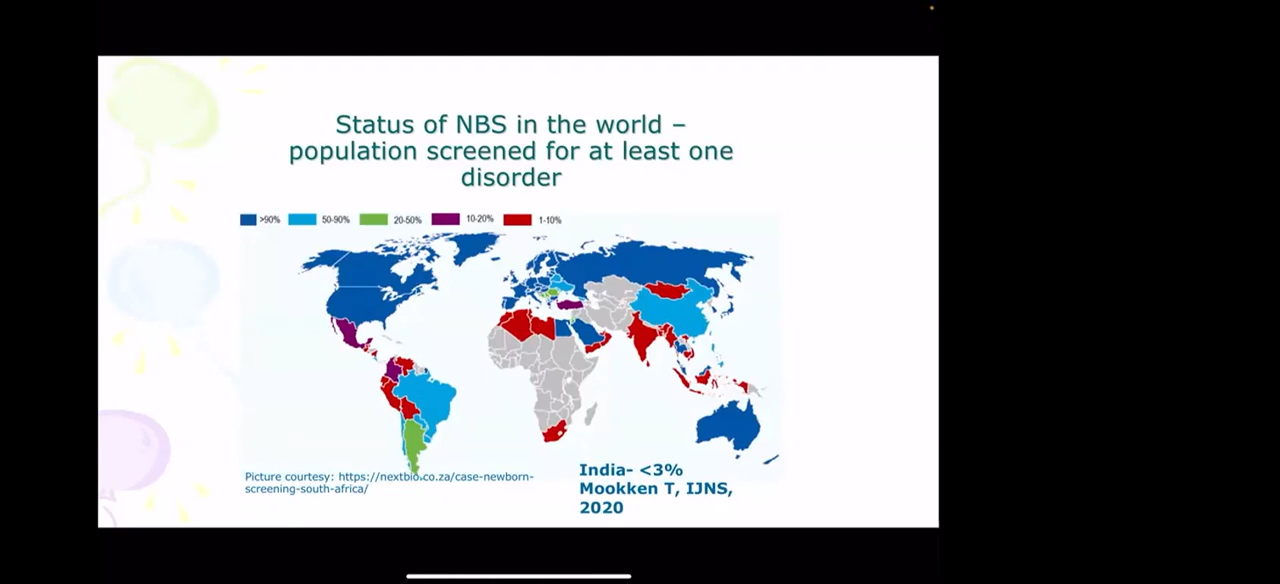 Status of NBS in the world –
population screened for at least one
disorder
>90% 50-90% 20-50% 10-20% 1-10%
Picture courtesy: https://nextbio.co.za/case-newborn-
screening-south-africa/
India- <3%
Mookken T, IJNS,
2020